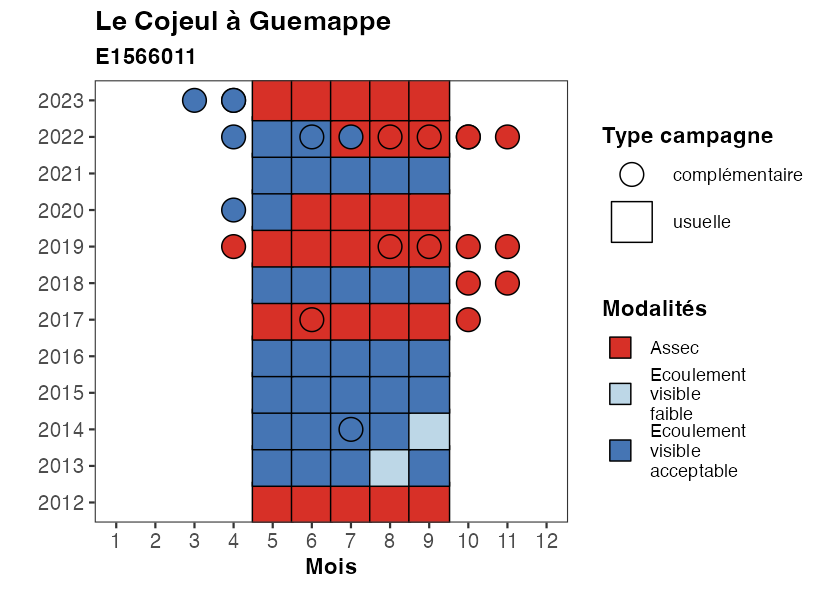 Le Cojeul à Guemappe
E1566011
2023
2022
2021
2020
2019
2018
2017
2016
2015
2014
2013
2012
1 2 3 4 5 6 7 8 9 10 11 12
Mois
Type campagne
complémentaire
usuelle
Modalités
Assec
Ecoulement
visible
faible
Ecoulement
visible
acceptable